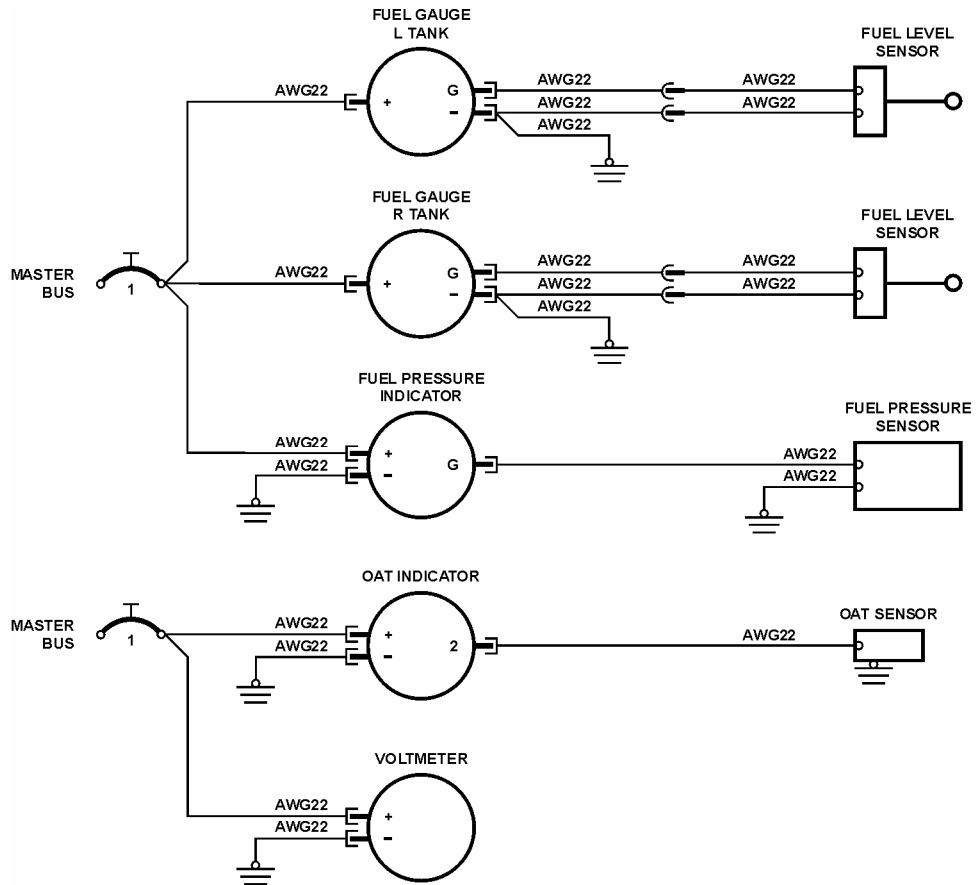 FUEL GAUGE
L TANK
FUEL LEVEL
SENSOR
AWG22
+
G
−
AWG22
AWG22
AWG22
AWG22
AWG22
FUEL GAUGE
R TANK
FUEL LEVEL
SENSOR
MASTER
BUS
1
AWG22
+
G
−
AWG22
AWG22
AWG22
AWG22
AWG22
FUEL PRESSURE
INDICATOR
FUEL PRESSURE
SENSOR
AWG22
AWG22
+
−
G
AWG22
AWG22
OAT INDICATOR
OAT SENSOR
MASTER
BUS
1
AWG22
AWG22
+
−
2
AWG22
VOLTMETER
AWG22
AWG22
+
−